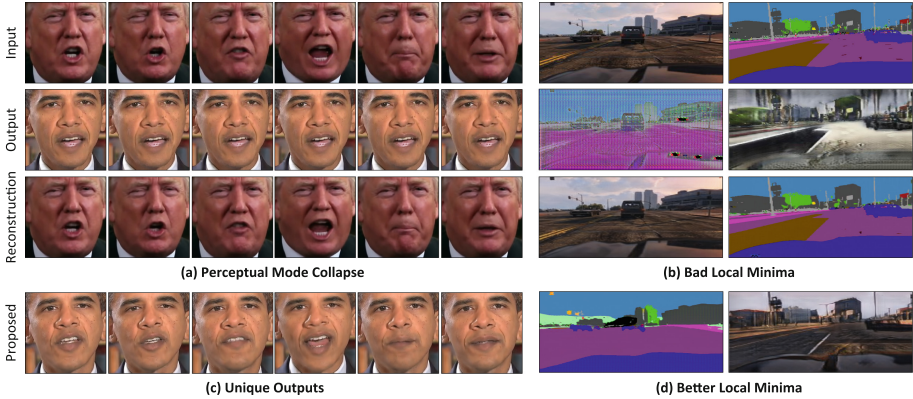 Input
Output
Reconstruction
(a) Perceptual Mode Collapse
(b) Bad Local Minima
Proposed
(c) Unique Outputs
(d) Better Local Minima